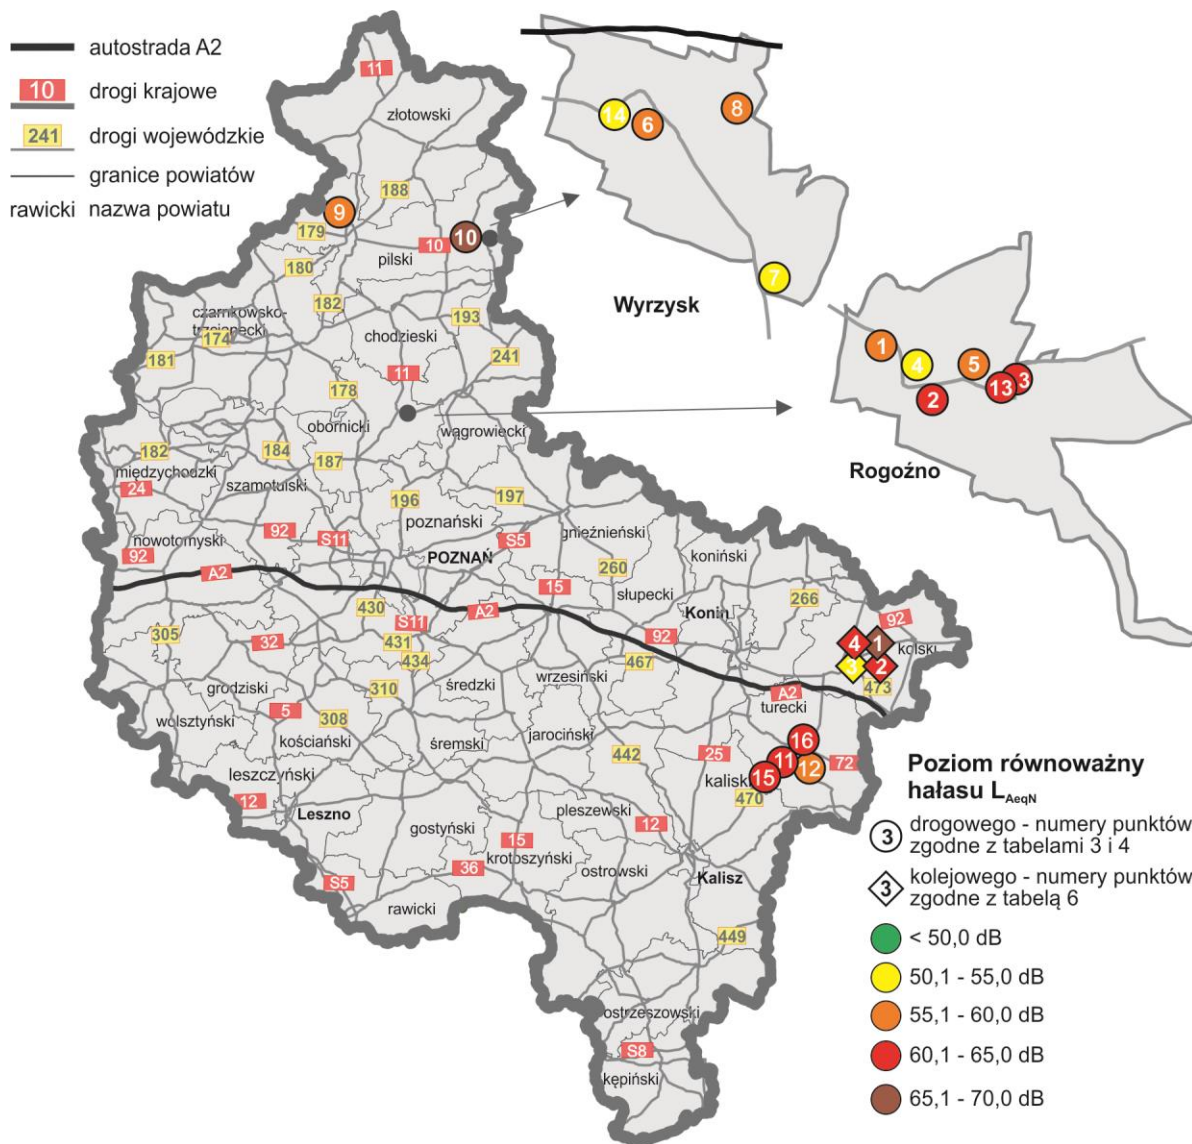 autostrada A2
10 drogi krajowe
241 drogi wojewódzkie
granice powiatów
rawicki nazwa powiatu
11
złotowski
188
9
179
10
10
pilski
180
182
czarnkowsko-
trzcianecki
174
181
193
chodzieski
241
11
178
obornicki
wągrowiecki
182
184
187
międzychodzki
szamotulski
24
196
197
poznański
gnieźnieński
nowotomyski
92
92
S11
S5
POZNAŃ
koniński
A2
15
260
słupecki
Konin
266
430
S11
A2
92
92
305
32
431
434
467
4
1
kolski
3
2
473
grodziski
310
średzki
wrzesiński
A2
turecki
wolsztyński
5
308
kościański
śremski
jarociński
442
25
16
11
12
72
15
kaliski
470
leszczyński
12
Leszno
pleszewski
12
gostyński
15
krotoszyński
ostrowski
36
Kalisz
S5
rawicki
449
ostrzeszowski
S8
kępiński
14
6
8
7
Wyrzysk
1
4
5
2
13
3
Rogoźno
Poziom równoważny
hałasu LAeqN
3 drogowego - numery punktów
zgodne z tabelami 3 i 4
3 kolejowego - numery punktów
zgodne z tabelą 6
< 50,0 dB
50,1 - 55,0 dB
55,1 - 60,0 dB
60,1 - 65,0 dB
65,1 - 70,0 dB